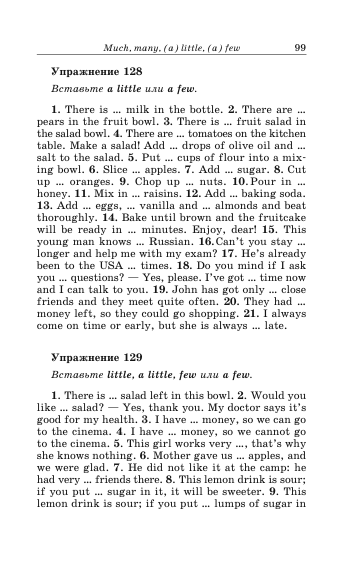 Much, many, (a) little, (a) few 99
Упражнение 128
Вставьте a little или a few.
1. There is ... milk in the bottle. 2. There are ...
pears in the fruit bowl. 3. There is ... fruit salad in
the salad bowl. 4. There are ... tomatoes on the kitchen
table. Make a salad! Add ... drops of olive oil and ...
salt to the salad. 5. Put ... cups of flour into a mix-
ing bowl. 6. Slice ... apples. 7. Add ... sugar. 8. Cut
up ... oranges. 9. Chop up ... nuts. 10. Pour in ...
honey. 11. Mix in ... raisins. 12. Add ... baking soda.
13. Add ... eggs, ... vanilla and ... almonds and beat
thoroughly. 14. Bake until brown and the fruitcake
will be ready in ... minutes. Enjoy, dear! 15. This
young man knows ... Russian. 16. Can't you stay ...
longer and help me with my exam? 17. He's already
been to the USA ... times. 18. Do you mind if I ask
you ... questions? — Yes, please. I've got ... time now
and I can talk to you. 19. John has got only ... close
friends and they meet quite often. 20. They had ...
money left, so they could go shopping. 21. I always
come on time or early, but she is always ... late.
Упражнение 129
Вставьте little, a little, few или a few.
1. There is ... salad left in this bowl. 2. Would you
like ... salad? — Yes, thank you. My doctor says it's
good for my health. 3. I have ... money, so we can go
to the cinema. 4. I have ... money, so we cannot go
to the cinema. 5. This girl works very ..., that's why
she knows nothing. 6. Mother gave us ... apples, and
we were glad. 7. He did not like it at the camp: he
had very ... friends there. 8. This lemon drink is sour;
if you put ... sugar in it, it will be sweeter. 9. This
lemon drink is sour; if you put ... lumps of sugar in